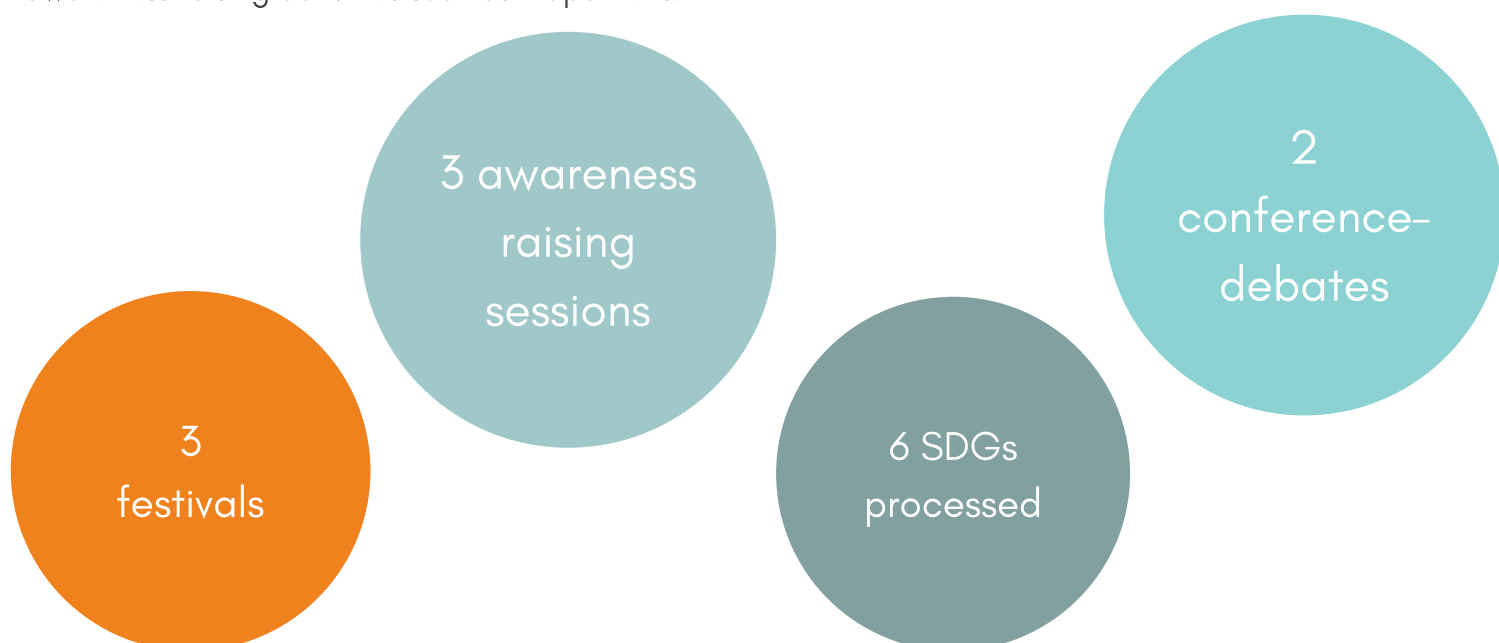 3 awareness
raising
sessions
2
conference-
debates
3
festivals
6 SDGs
processed